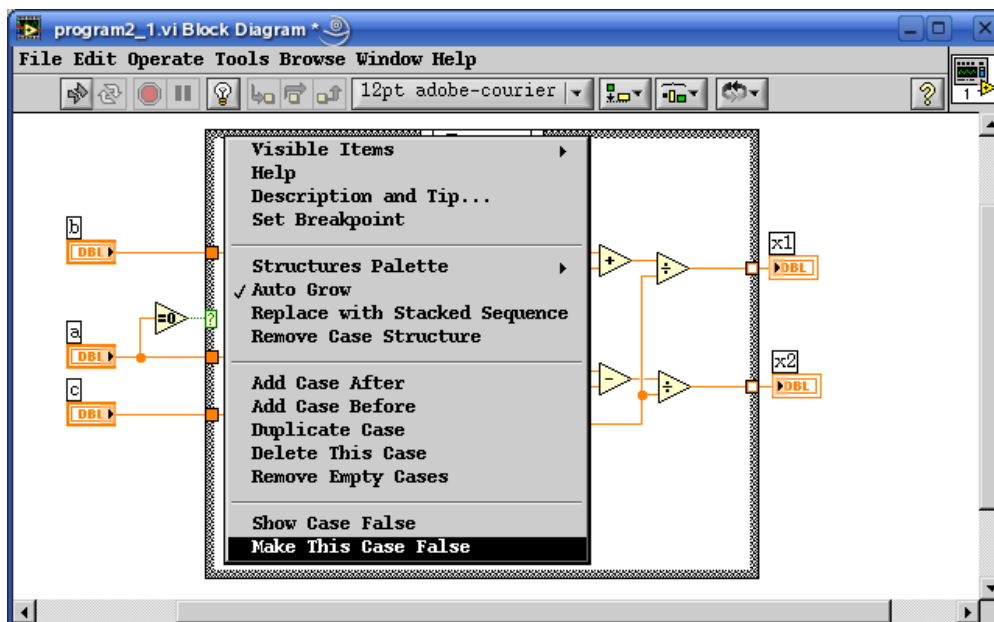 program2_1.vi Block Diagram *
File Edit Operate Tools Browse Window Help
12pt adobe-courier
?
1
Visible Items
Help
Description and Tip...
Set Breakpoint
b
DBL
x1
DBL
+
÷
Structures Palette
✓ Auto Grow
Replace with Stacked Sequence
Remove Case Structure
=0
?
a
DBL
x2
DBL
-
÷
c
DBL
Add Case After
Add Case Before
Duplicate Case
Delete This Case
Remove Empty Cases
Show Case False
Make This Case False